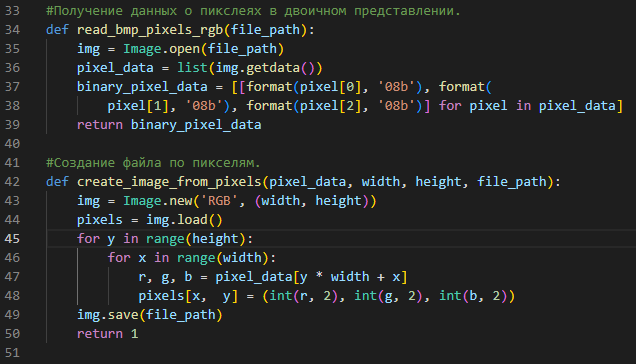 33 #Получение данных о пикслеях в двоичном представлении.
34 def read_bmp_pixels_rgb(file_path):
35     img = Image.open(file_path)
36     pixel_data = list(img.getdata())
37     binary_pixel_data = [[format(pixel[0], '08b'), format(
38         pixel[1], '08b'), format(pixel[2], '08b')] for pixel in pixel_data]
39     return binary_pixel_data
40
41 #Создание файла по пикселям.
42 def create_image_from_pixels(pixel_data, width, height, file_path):
43     img = Image.new('RGB', (width, height))
44     pixels = img.load()
45     for y in range(height):
46         for x in range(width):
47             r, g, b = pixel_data[y * width + x]
48             pixels[x,  y] = (int(r, 2), int(g, 2), int(b, 2))
49     img.save(file_path)
50     return 1
51